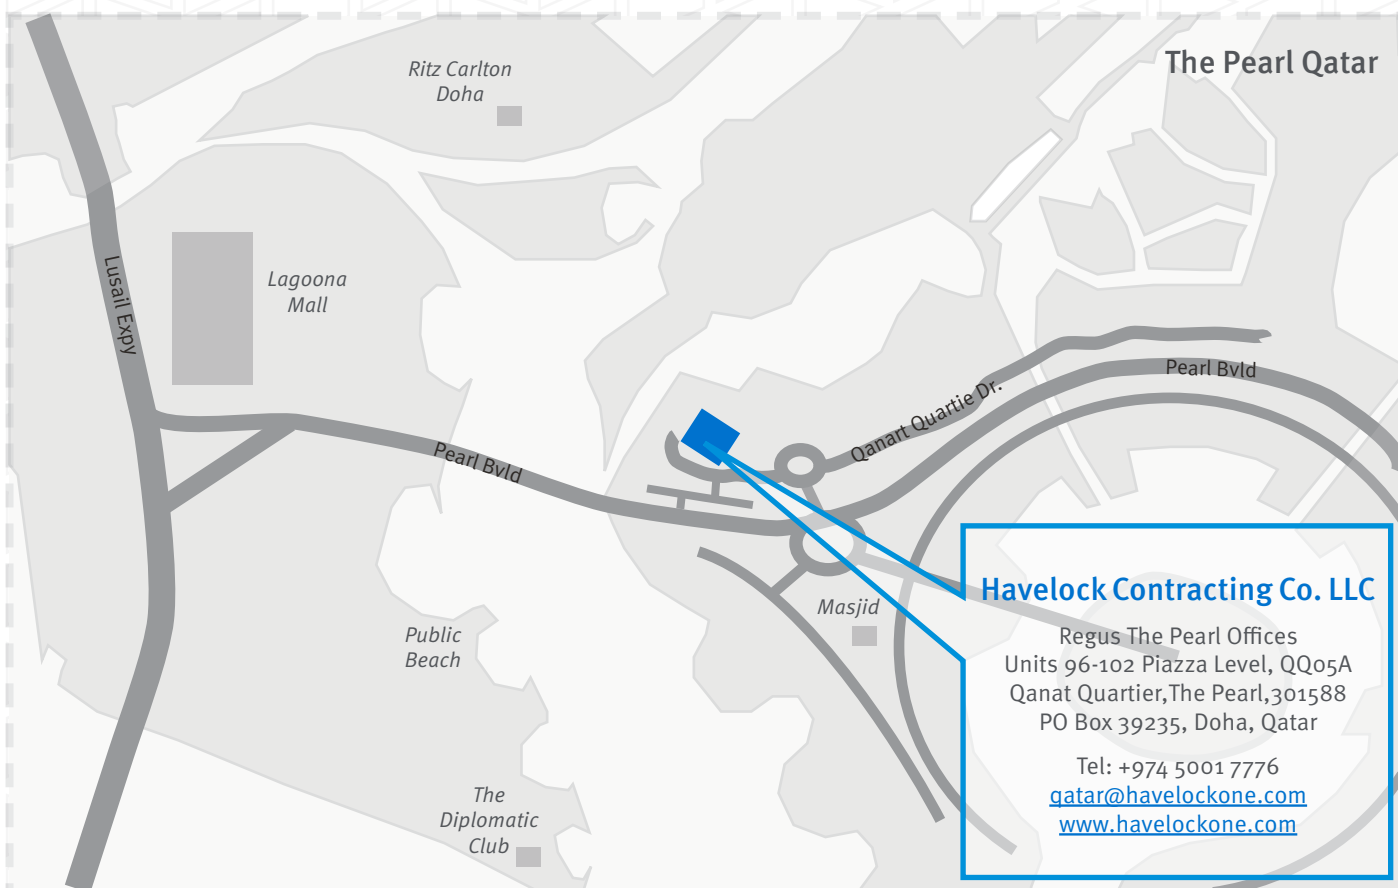 The Pearl Qatar
Ritz Carlton
Doha
Lagoona
Mall
Lusail Expy
Pearl Bvld
Qanart Quartie Dr.
Pearl Bvld
Masjid
Public
Beach
The
Diplomatic
Club
Havelock Contracting Co. LLC
Regus The Pearl Offices
Units 96-102 Piazza Level, QQ05A
Qanat Quartier,The Pearl,301588
PO Box 39235, Doha, Qatar
Tel: +974 5001 7776
qatar@havelockone.com
www.havelockone.com